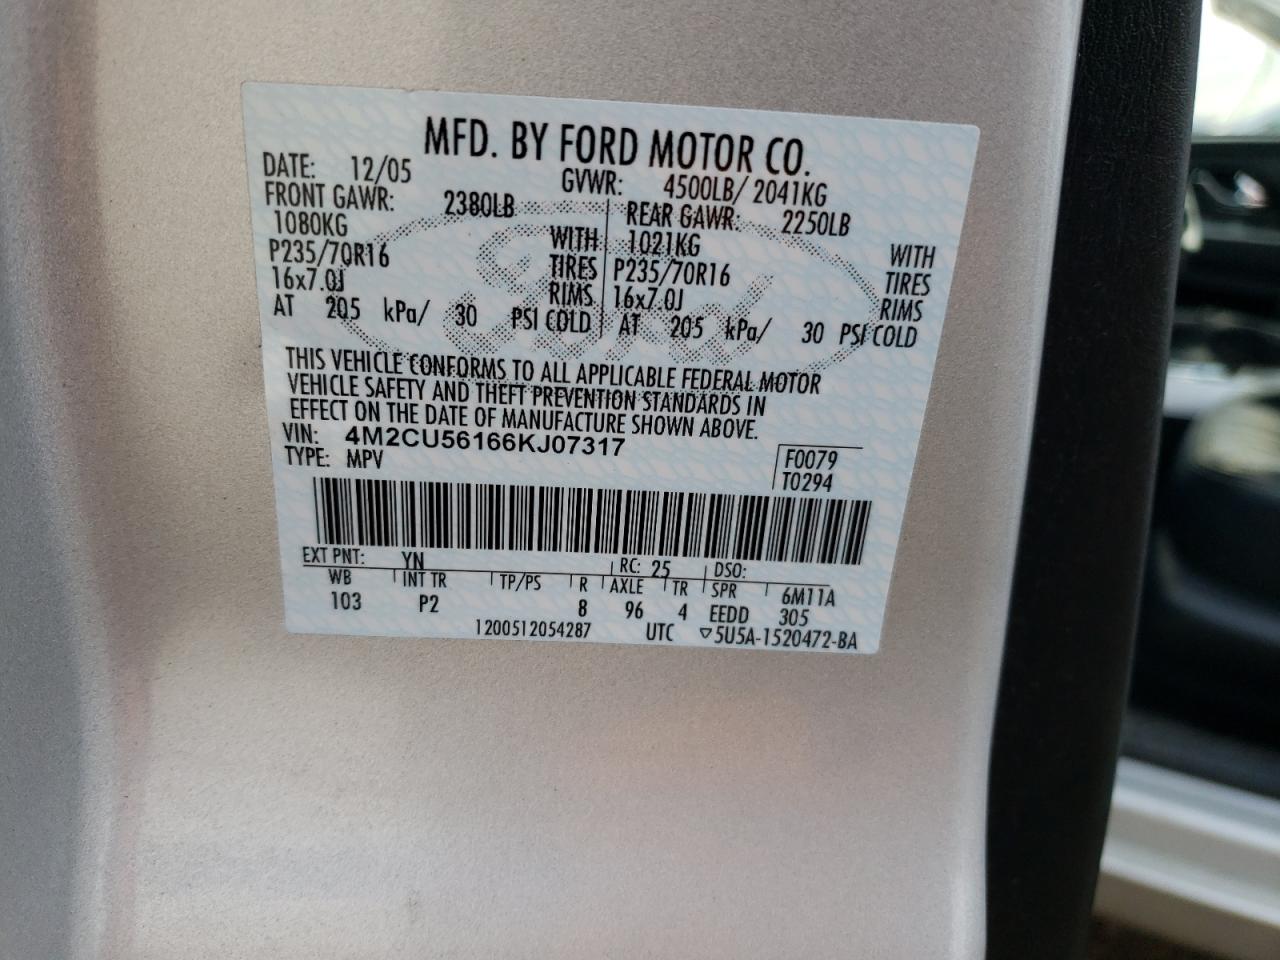 MFD. BY FORD MOTOR CO.
DATE: 12/05 GVWR: 4500LB/ 2041KG
FRONT GAWR: 2380LB REAR GAWR: 2250LB
1080KG WITH 1021KG WITH
P235/70R16 TIRES P235/70R16 TIRES
16x7.0J RIMS 16x7.0J RIMS
AT 205 kPa/ 30 PSI COLD AT 205 kPa/ 30 PSI COLD
Ford
THIS VEHICLE CONFORMS TO ALL APPLICABLE FEDERAL MOTOR
VEHICLE SAFETY AND THEFT PREVENTION STANDARDS IN
EFFECT ON THE DATE OF MANUFACTURE SHOWN ABOVE.
VIN: 4M2CU56166KJ07317
TYPE: MPV F0079
T0294
EXT PNT: YN RC: 25 DSO:
WB INT TR TP/PS R AXLE TR SPR 6M11A
103 P2 8 96 4 EEDD 305
1200512054287 UTC ▽5U5A-1520472-BA